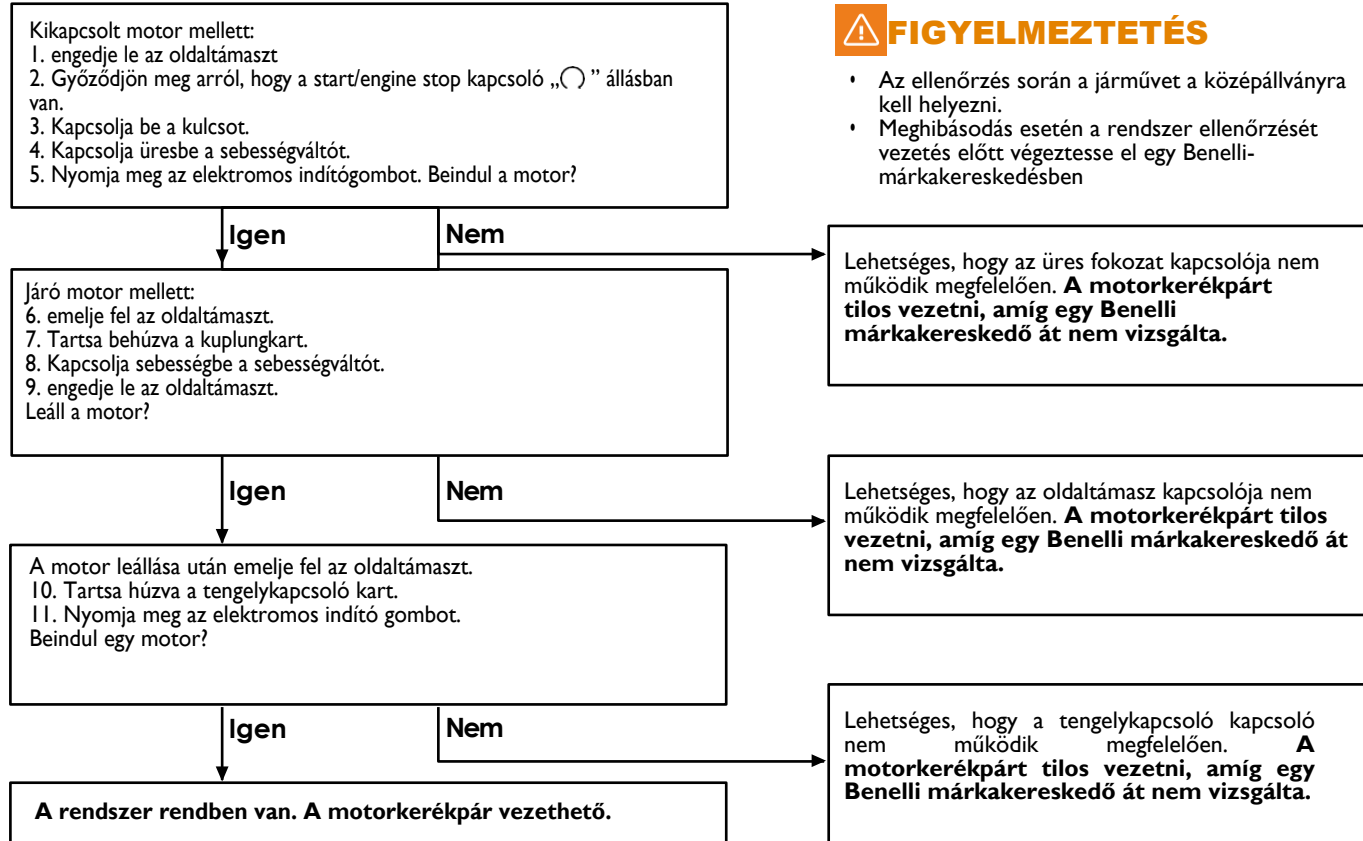 Kikapcsolt motor mellett:
1. engedje le az oldaltámaszt
2. Győződjön meg arról, hogy a start/engine stop kapcsoló „◯ ” állásban
van.
3. Kapcsolja be a kulcsot.
4. Kapcsolja üresbe a sebességváltót.
5. Nyomja meg az elektromos indítógombot. Beindul a motor?
FIGYELMEZTETÉS
• Az ellenőrzés során a járművet a középállványra
kell helyezni.
• Meghibásodás esetén a rendszer ellenőrzését
vezetés előtt végeztesse el egy Benelli-
márkakereskedésben
Igen
Nem
Lehetséges, hogy az üres fokozat kapcsolója nem
működik megfelelően. A motorkerékpárt
tilos vezetni, amíg egy Benelli
márkakereskedő át nem vizsgálta.
Járó motor mellett:
6. emelje fel az oldaltámaszt.
7. Tartsa behúzva a kuplungkart.
8. Kapcsolja sebességbe a sebességváltót.
9. engedje le az oldaltámaszt.
Leáll a motor?
Igen
Nem
Lehetséges, hogy az oldaltámasz kapcsolója nem
működik megfelelően. A motorkerékpárt tilos
vezetni, amíg egy Benelli márkakereskedő át
nem vizsgálta.
A motor leállása után emelje fel az oldaltámaszt.
10. Tartsa húzva a tengelykapcsoló kart.
11. Nyomja meg az elektromos indító gombot.
Beindul egy motor?
Igen
Nem
Lehetséges, hogy a tengelykapcsoló kapcsoló
nem működik megfelelően. A
motorkerékpárt tilos vezetni, amíg egy
Benelli márkakereskedő át nem vizsgálta.
A rendszer rendben van. A motorkerékpár vezethető.